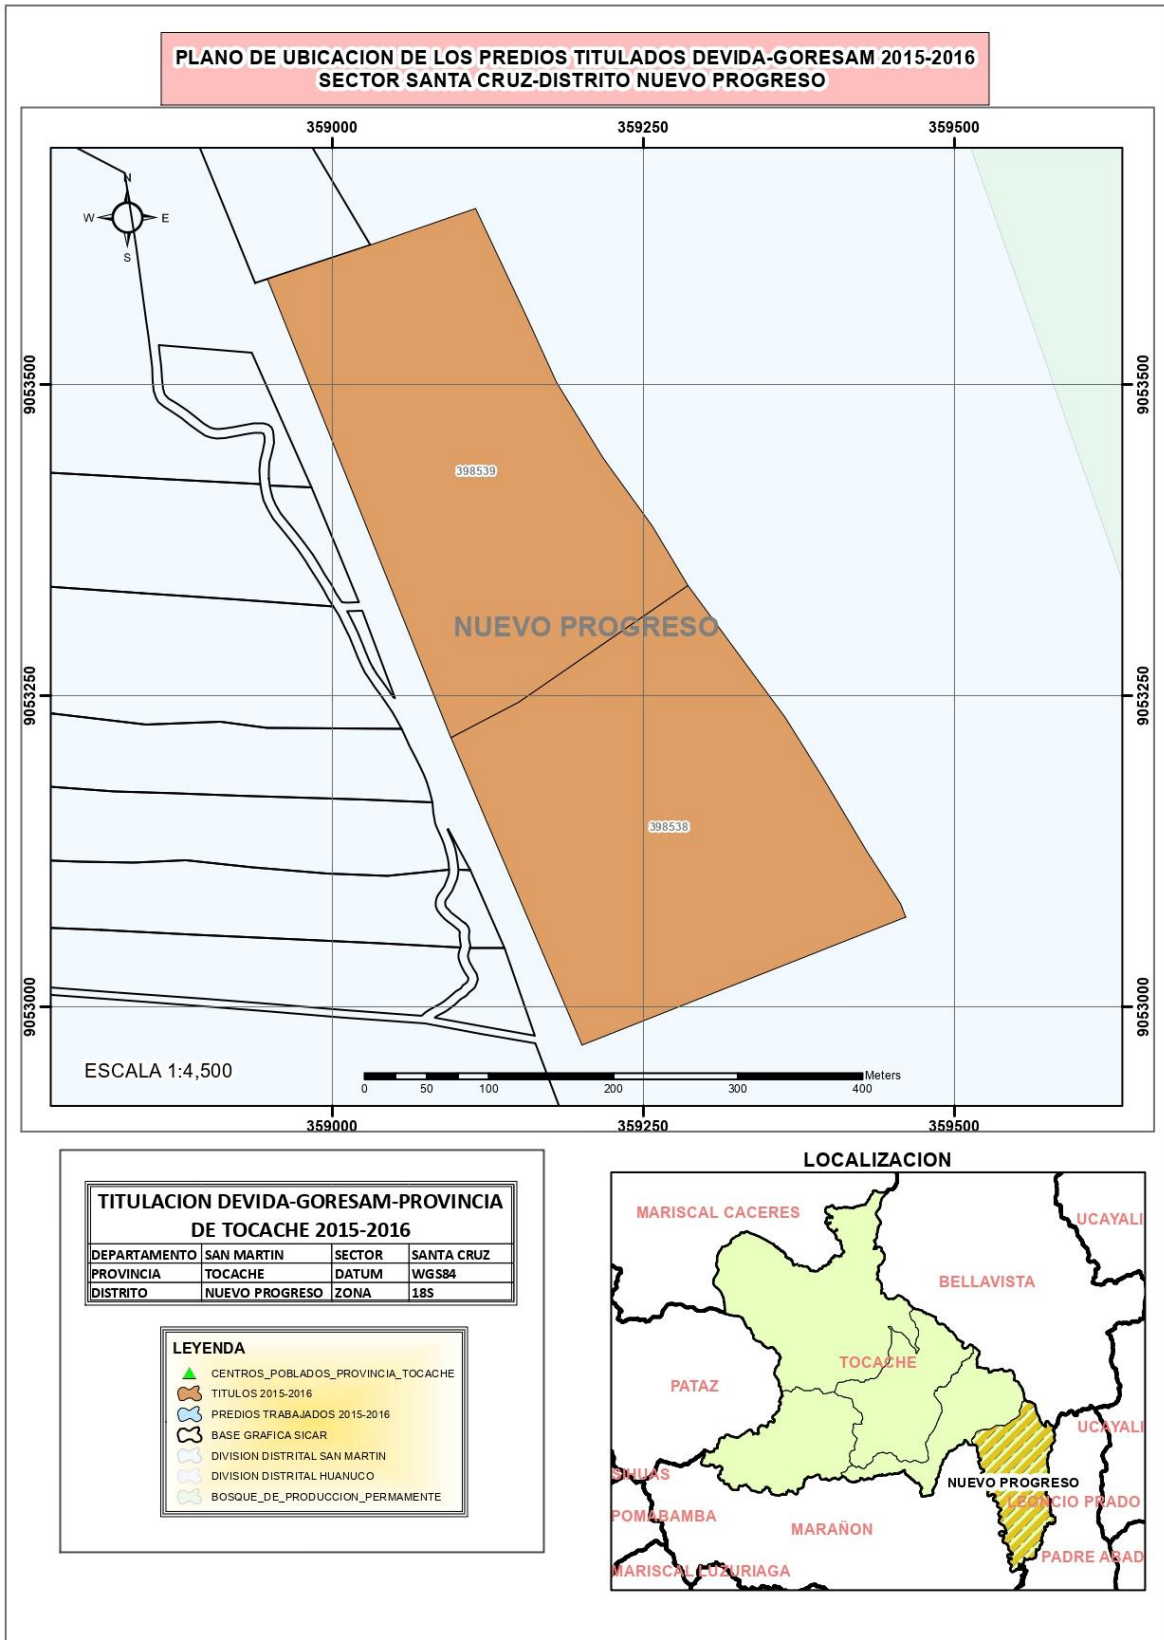 PLANO DE UBICACION DE LOS PREDIOS TITULADOS DEVIDA-GORESAM 2015-2016
SECTOR SANTA CRUZ-DISTRITO NUEVO PROGRESO
359000 359250 359500
N
W E
S
9053500 9053500
398539
NUEVO PROGRESO
9053250 9053250
398538
9053000 9053000
ESCALA 1:4,500
Meters
0 50 100 200 300 400
359000 359250 359500
TITULACION DEVIDA-GORESAM-PROVINCIA
DE TOCACHE 2015-2016
DEPARTAMENTO SAN MARTIN SECTOR SANTA CRUZ
PROVINCIA TOCACHE DATUM WGS84
DISTRITO NUEVO PROGRESO ZONA 18S
LEYENDA
CENTROS_POBLADOS_PROVINCIA_TOCACHE
TITULOS 2015-2016
PREDIOS TRABAJADOS 2015-2016
BASE GRAFICA SICAR
DIVISION DISTRITAL SAN MARTIN
DIVISION DISTRITAL HUANUCO
BOSQUE_DE_PRODUCCION_PERMAMENTE
LOCALIZACION
MARISCAL CACERES
UCAYALI
BELLAVISTA
TOCACHE
PATAZ
UCAYALI
SIHUAS
NUEVO PROGRESO
LEONCIO PRADO
POMABAMBA
MARAÑON
PADRE ABAD
MARISCAL LUZURIAGA